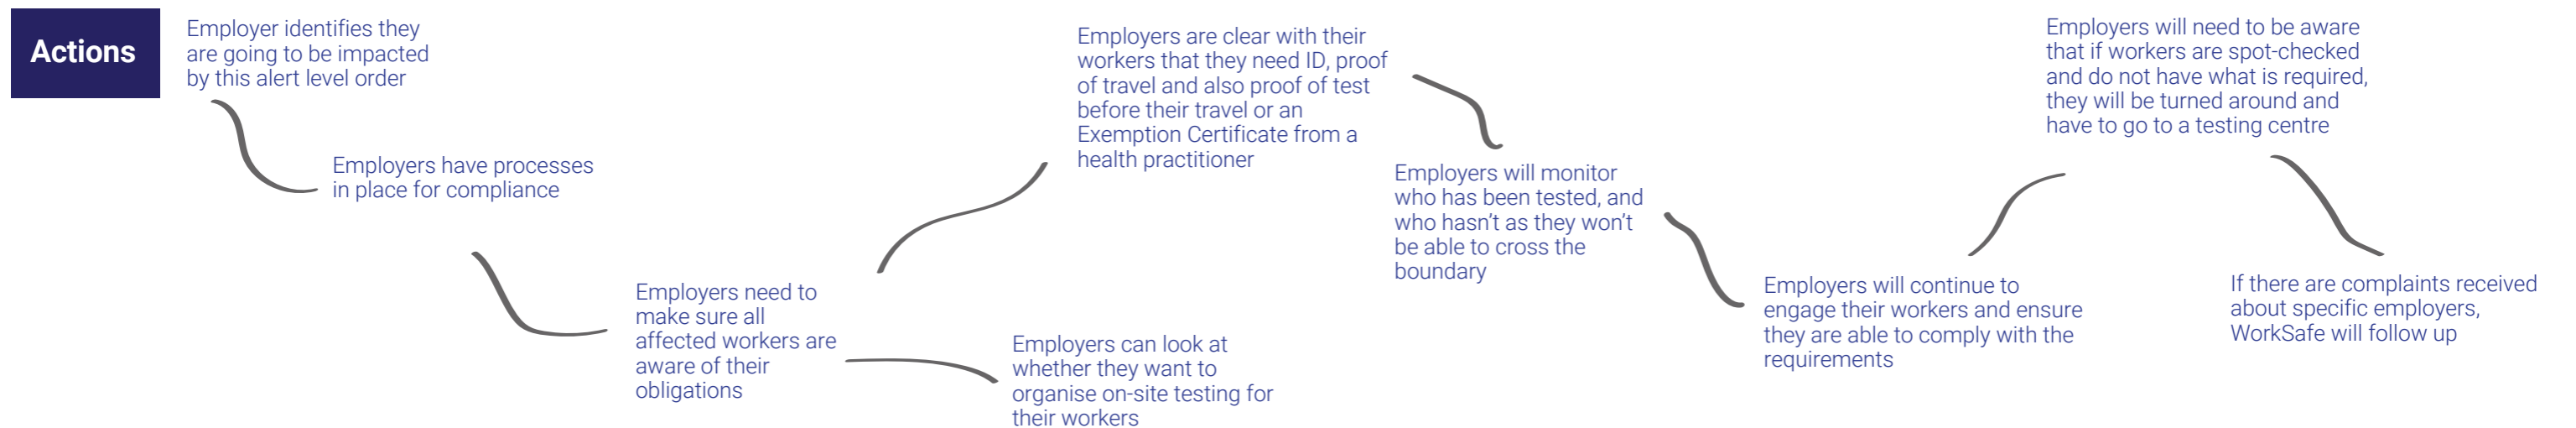 Actions
Employer identifies they
are going to be impacted
by this alert level order
Employers have processes
in place for compliance
Employers need to
make sure all
affected workers are
aware of their
obligations
Employers can look at
whether they want to
organise on-site testing for
their workers
Employers are clear with their
workers that they need ID, proof
of travel and also proof of test
before their travel or an
Exemption Certificate from a
health practitioner
Employers will monitor
who has been tested, and
who hasn’t as they won’t
be able to cross the
boundary
Employers will continue to
engage their workers and ensure
they are able to comply with the
requirements
Employers will need to be aware
that if workers are spot-checked
and do not have what is required,
they will be turned around and
have to go to a testing centre
If there are complaints received
about specific employers,
WorkSafe will follow up